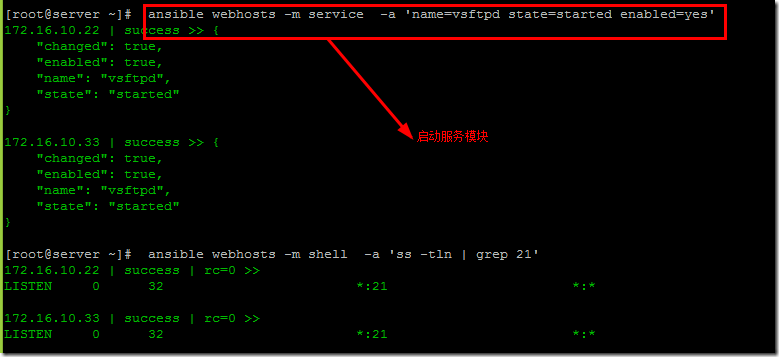 [root@server ~]#  ansible webhosts -m service  -a 'name=vsftpd state=started enabled=yes'
172.16.10.22 | success >> {
    "changed": true,
    "enabled": true,
    "name": "vsftpd",
    "state": "started"
}
启动服务模块
172.16.10.33 | success >> {
    "changed": true,
    "enabled": true,
    "name": "vsftpd",
    "state": "started"
}
[root@server ~]#  ansible webhosts -m shell  -a 'ss -tln | grep 21'
172.16.10.22 | success | rc=0 >>
LISTEN     0      32                         *:21                       *:*
172.16.10.33 | success | rc=0 >>
LISTEN     0      32                         *:21                       *:*